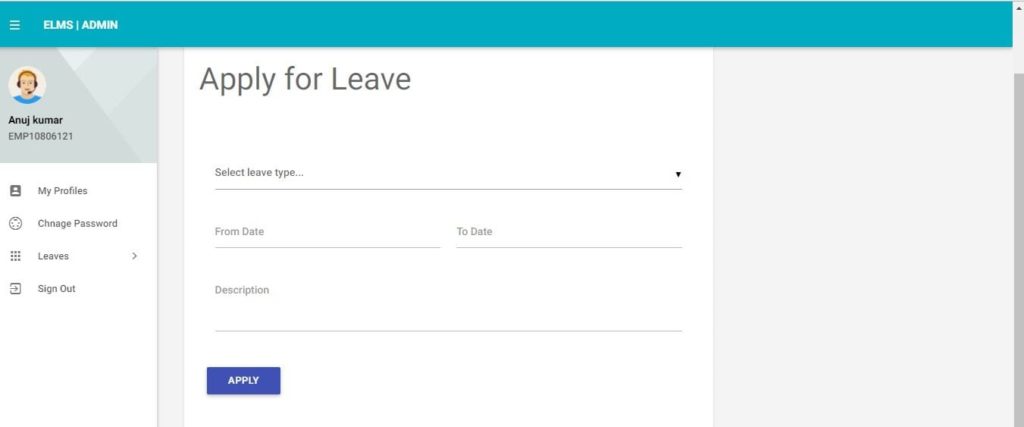 ELMS | ADMIN
Anuj kumar
EMP10806121
My Profiles
Chnage Password
Leaves
Sign Out
Apply for Leave
Select leave type...
From Date To Date
Description
APPLY